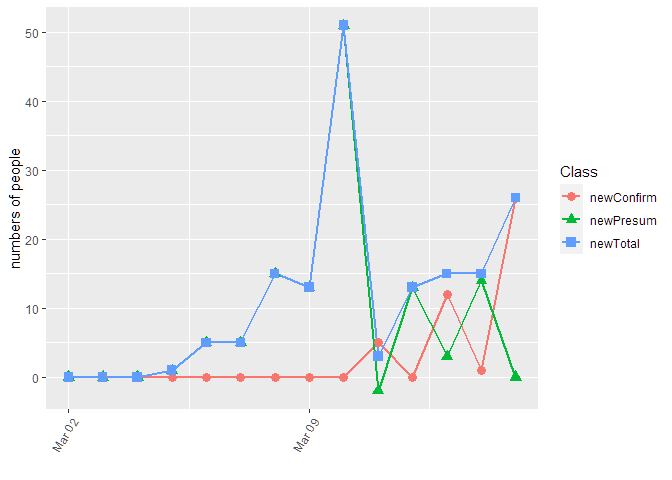 50
40
30
20
10
0
numbers of people
Mar 02
Mar 09
Class
newConfirm
newPresum
newTotal